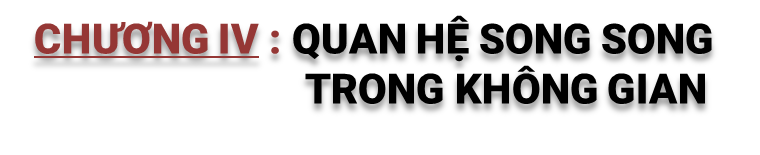 CHƯƠNG IV : QUAN HỆ SONG SONG
TRONG KHÔNG GIAN